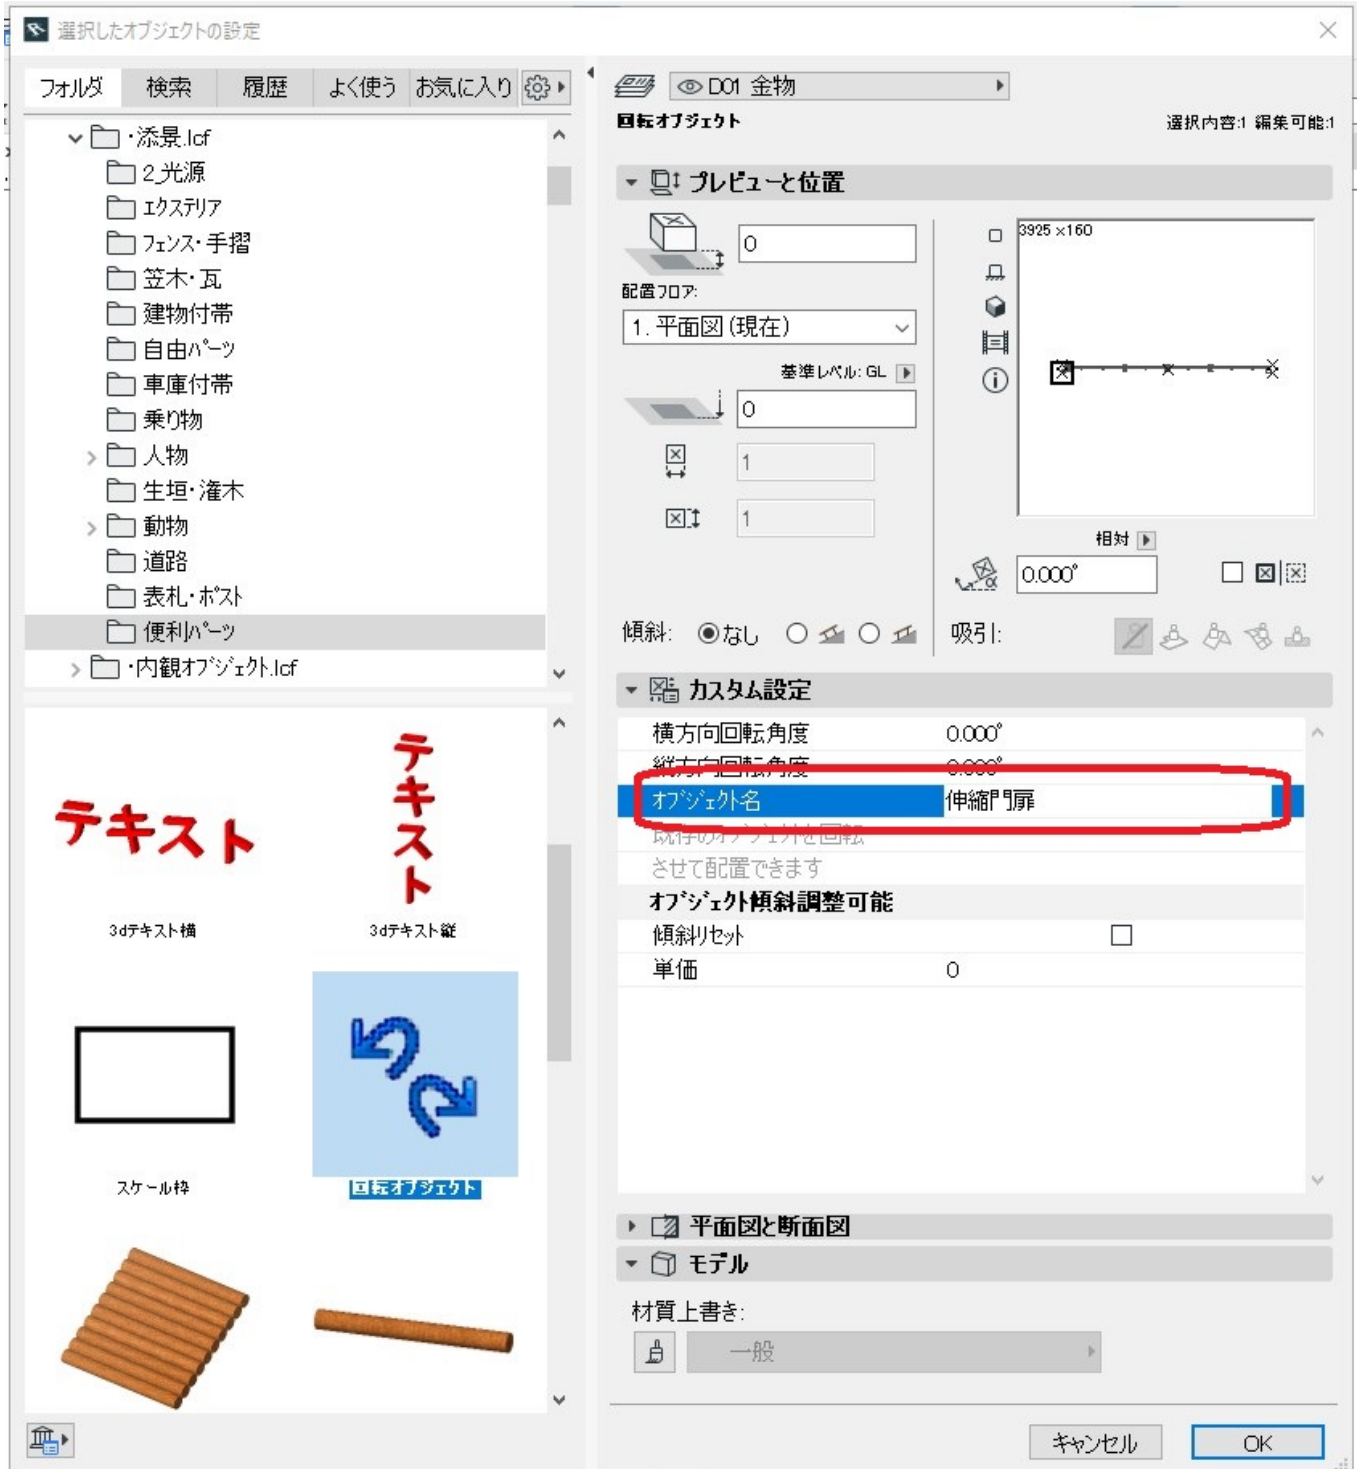 選択したオブジェクトの設定
フォルダ 検索 履歴 よく使う お気に入り
・添景.lcf
2_光源
エクステリア
フェンス・手摺
笠木・瓦
建物付帯
自由パーツ
車庫付帯
乗り物
人物
生垣・潅木
動物
道路
表札・ポスト
便利パーツ
・内観オブジェクト.lcf
テキスト
テキスト
3dテキスト横
3dテキスト縦
スケール枠
回転オブジェクト
D01 金物
回転オブジェクト
選択内容:1 編集可能:1
プレビューと位置
0
配置フロア:
1. 平面図 (現在)
基準レベル: GL
0
1
1
3925 ×160
相対
α
0.000°
傾斜: なし
吸引:
カスタム設定
横方向回転角度 0.000°
縦方向回転角度 0.000°
オブジェクト名 伸縮門扉
既存のオブジェクトを回転
させて配置できます
オブジェクト傾斜調整可能
傾斜リセット
単価 0
平面図と断面図
モデル
材質上書き:
一般
キャンセル OK